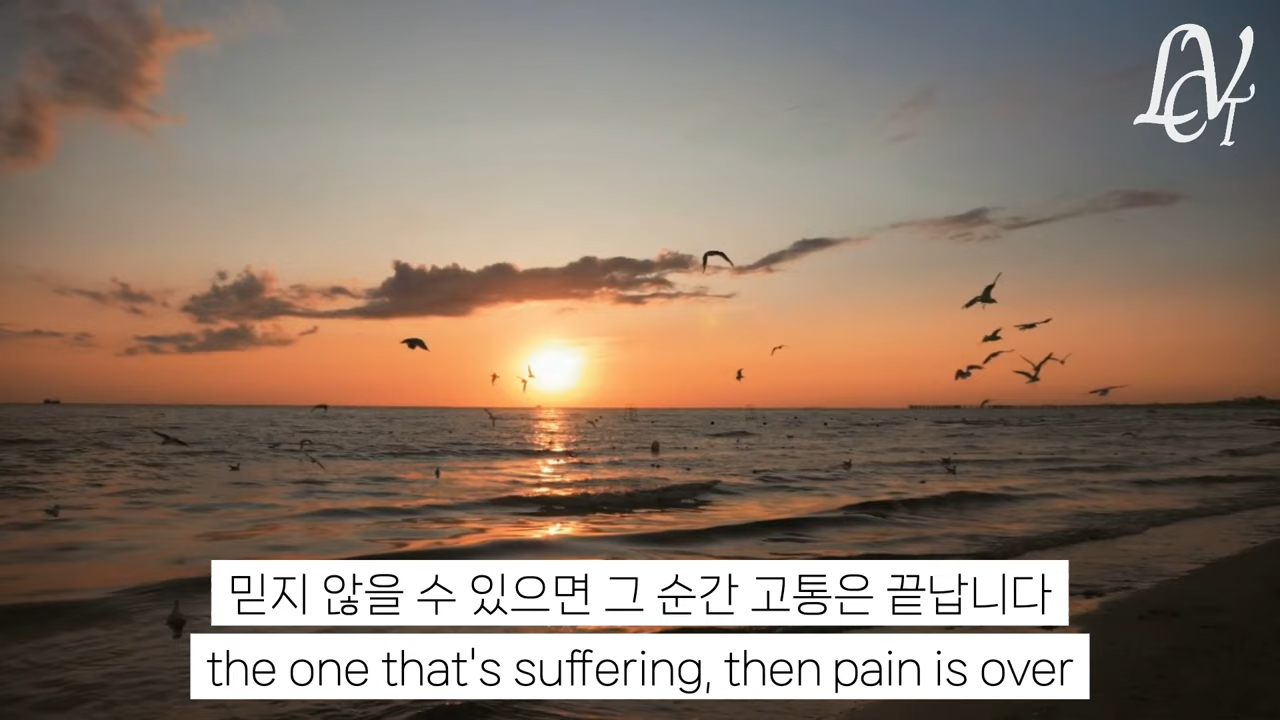 믿지 않을 수 있으면 그 순간 고통은 끝납니다
the one that's suffering, then pain is over